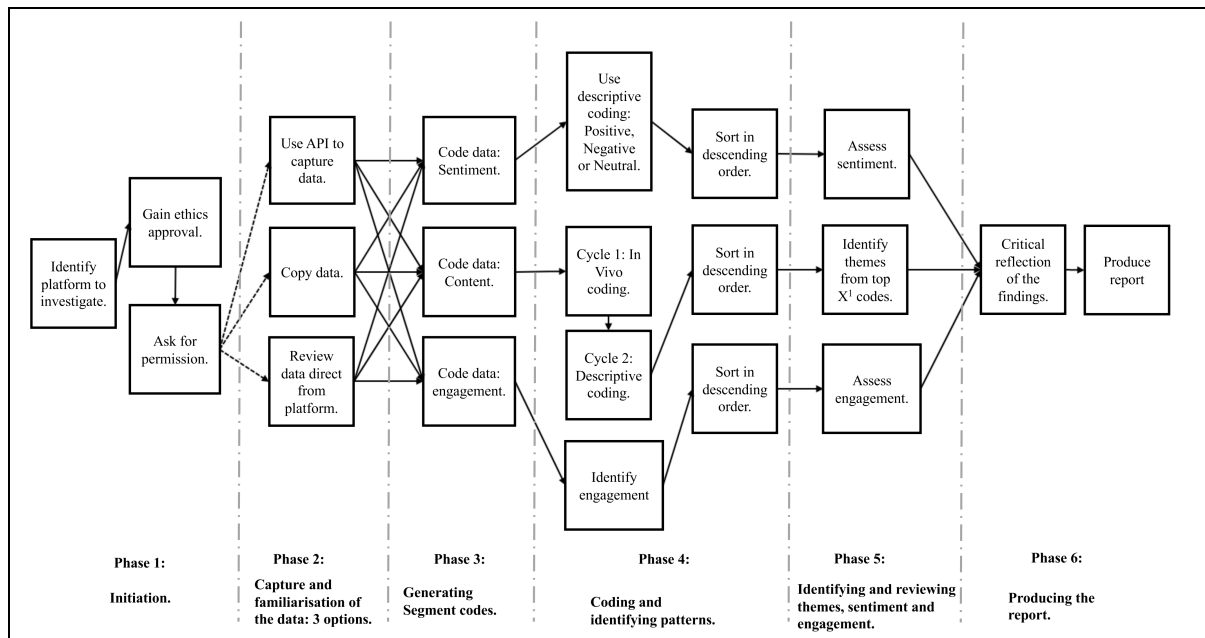 Identify
platform to
investigate.
Gain ethics
approval.
Ask for
permission.
Use API to
capture
data.
Copy data.
Review
data direct
from
platform.
Code data:
Sentiment.
Code data:
Content.
Code data:
engagement.
Use
descriptive
coding:
Positive,
Negative
or Neutral.
Cycle 1: In
Vivo
coding.
Cycle 2:
Descriptive
coding.
Identify
engagement
Sort in
descending
order.
Sort in
descending
order.
Sort in
descending
order.
Assess
sentiment.
Identify
themes
from top
X¹ codes.
Assess
engagement.
Critical
reflection
of the
findings.
Produce
report
Phase 1:
Initiation.
Phase 2:
Capture and
familiarisation of
the data: 3 options.
Phase 3:
Generating
Segment codes.
Phase 4:
Coding and
identifying patterns.
Phase 5:
Identifying and reviewing
themes, sentiment and
engagement.
Phase 6:
Producing the
report.